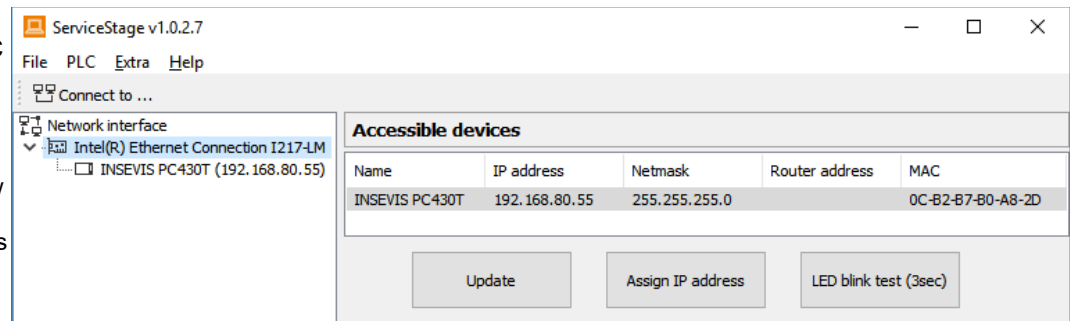 ServiceStage v1.0.2.7
File PLC Extra Help
Connect to ...
Network interface
Intel(R) Ethernet Connection I217-LM
INSEVIS PC430T (192.168.80.55)
Accessible devices
Name IP address Netmask Router address MAC
INSEVIS PC430T 192.168.80.55 255.255.255.0 0C-B2-B7-B0-A8-2D
Update Assign IP address LED blink test (3sec)